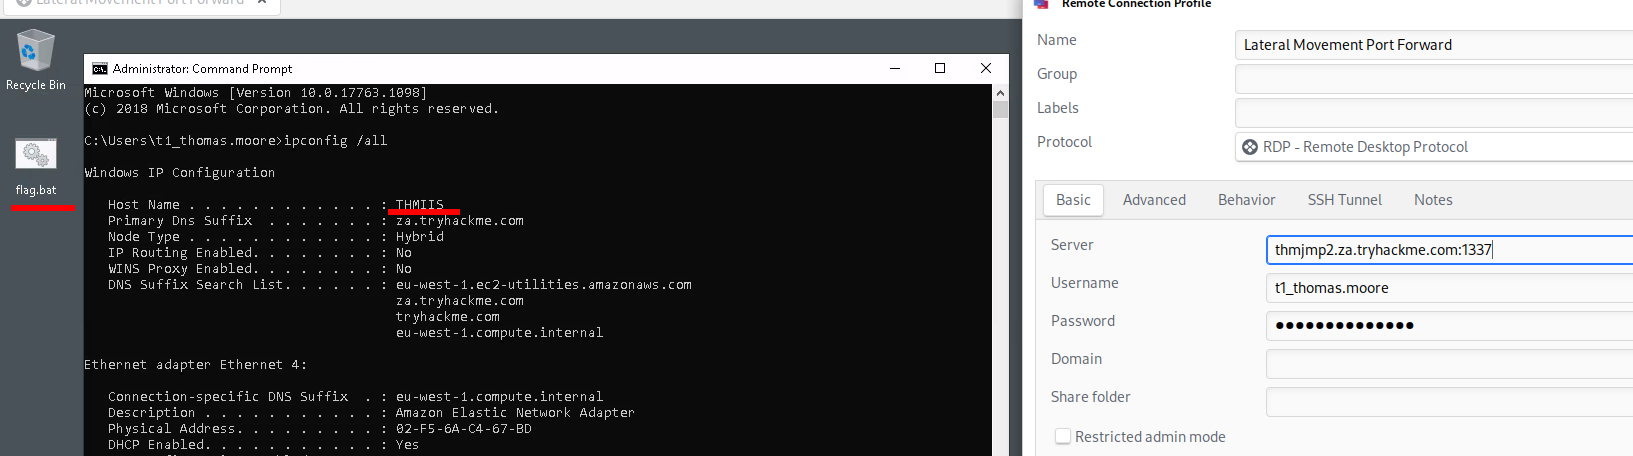 Lateral Movement Port Forward
Recycle Bin
flag.bat
Administrator: Command Prompt
Microsoft Windows [Version 10.0.17763.1098]
(c) 2018 Microsoft Corporation. All rights reserved.
C:\Users\t1_thomas.moore>ipconfig /all
Windows IP Configuration
Host Name . . . . . . . . . . . . : THMIIS
Primary Dns Suffix  . . . . . . . : za.tryhackme.com
Node Type . . . . . . . . . . . . : Hybrid
IP Routing Enabled. . . . . . . . : No
WINS Proxy Enabled. . . . . . . . : No
DNS Suffix Search List. . . . . . : eu-west-1.ec2-utilities.amazonaws.com
za.tryhackme.com
tryhackme.com
eu-west-1.compute.internal
Ethernet adapter Ethernet 4:
Connection-specific DNS Suffix  . : eu-west-1.compute.internal
Description . . . . . . . . . . . : Amazon Elastic Network Adapter
Physical Address. . . . . . . . . : 02-F5-6A-C4-67-BD
DHCP Enabled. . . . . . . . . . . : Yes
Remote Connection Profile
Name
Lateral Movement Port Forward
Group
Labels
Protocol
RDP - Remote Desktop Protocol
Basic
Advanced
Behavior
SSH Tunnel
Notes
Server
thmjmp2.za.tryhackme.com:1337
Username
t1_thomas.moore
Password
●●●●●●●●●●●●●●
Domain
Share folder
Restricted admin mode